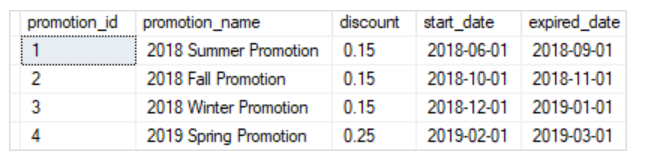 promotion_id promotion_name discount start_date expired_date
1 2018 Summer Promotion 0.15 2018-06-01 2018-09-01
2 2018 Fall Promotion 0.15 2018-10-01 2018-11-01
3 2018 Winter Promotion 0.15 2018-12-01 2019-01-01
4 2019 Spring Promotion 0.25 2019-02-01 2019-03-01